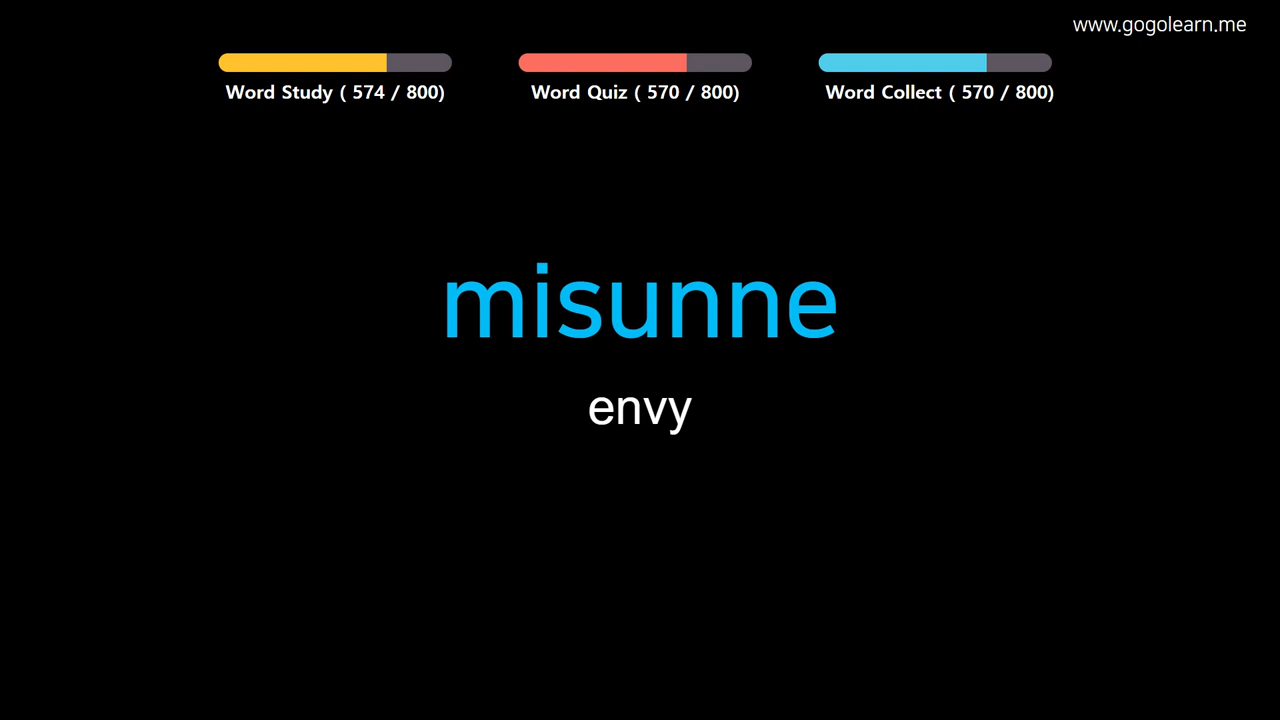 www.gogolearn.me
Word Study ( 574 / 800)
Word Quiz ( 570 / 800)
Word Collect ( 570 / 800)
misunne
envy